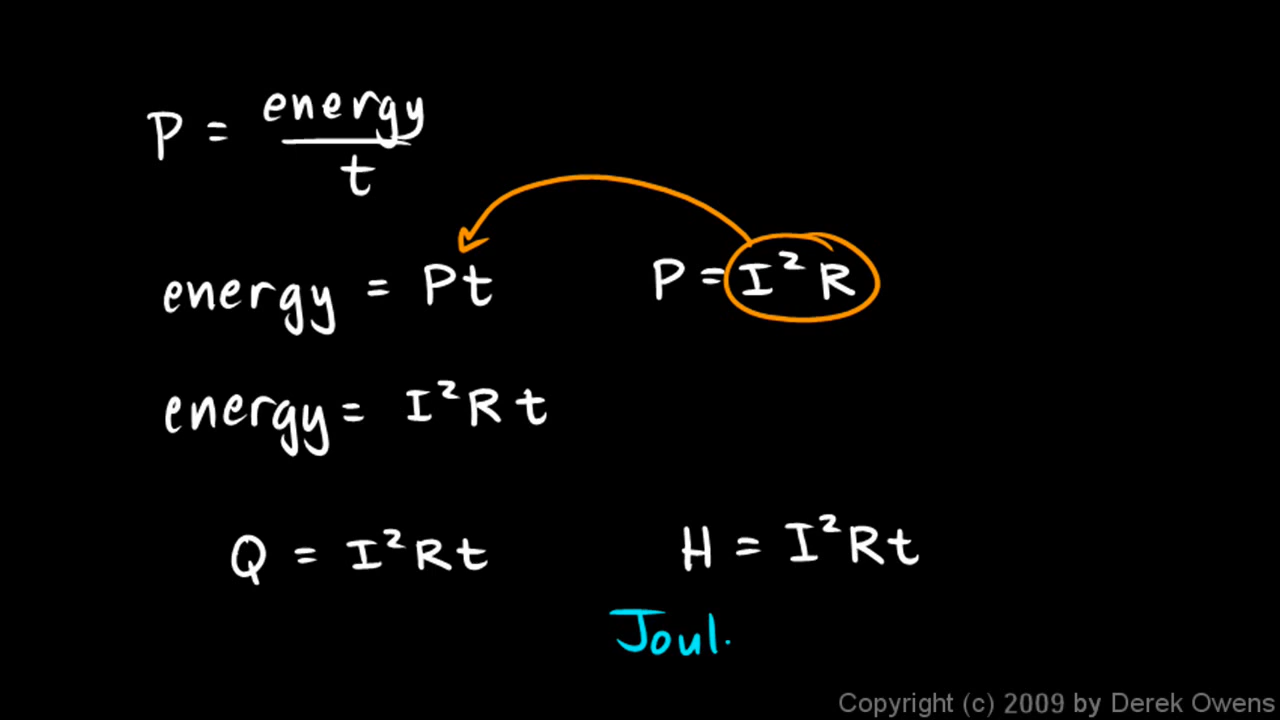 P = energy / t
energy = Pt P = I²R
energy = I²Rt
Q = I²Rt H = I²Rt
Joul.
Copyright (c) 2009 by Derek Owens